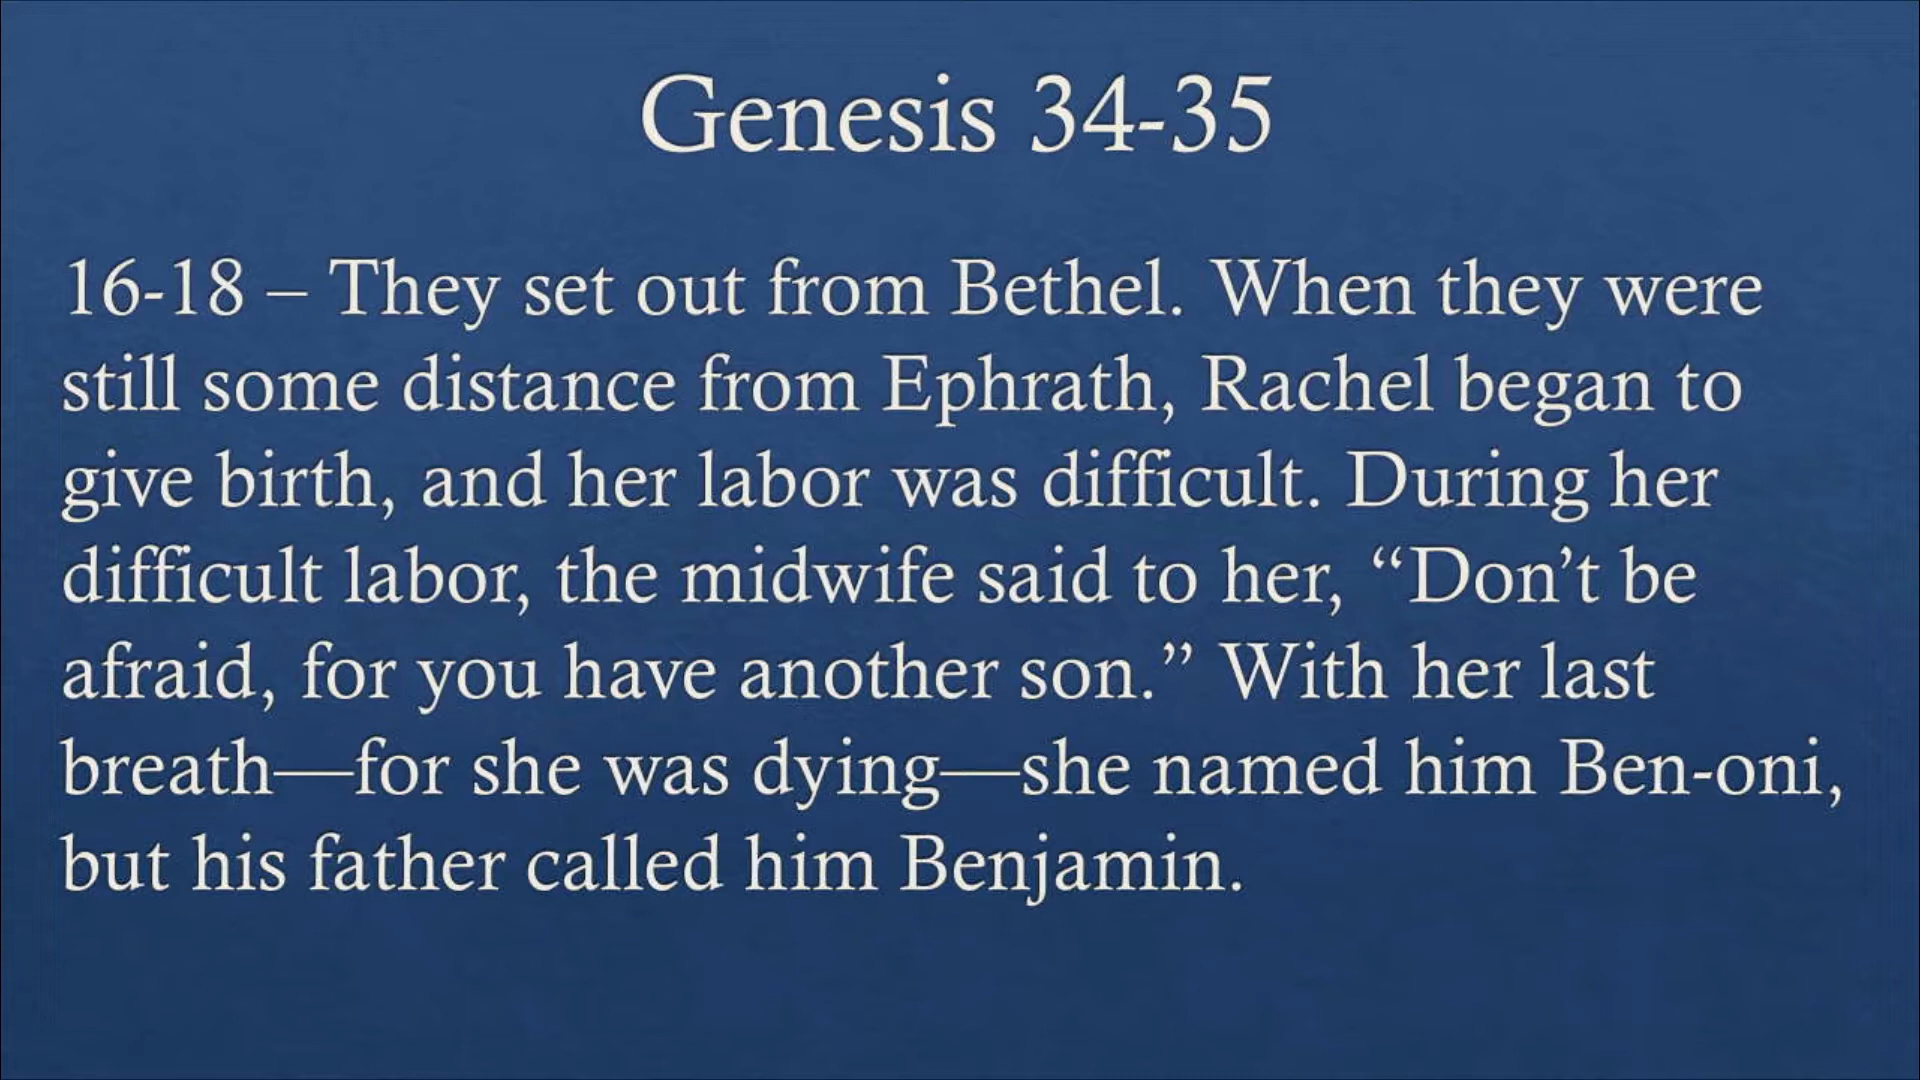 Genesis 34-35
16-18 – They set out from Bethel. When they were
still some distance from Ephrath, Rachel began to
give birth, and her labor was difficult. During her
difficult labor, the midwife said to her, “Don’t be
afraid, for you have another son.” With her last
breath—for she was dying—she named him Ben-oni,
but his father called him Benjamin.